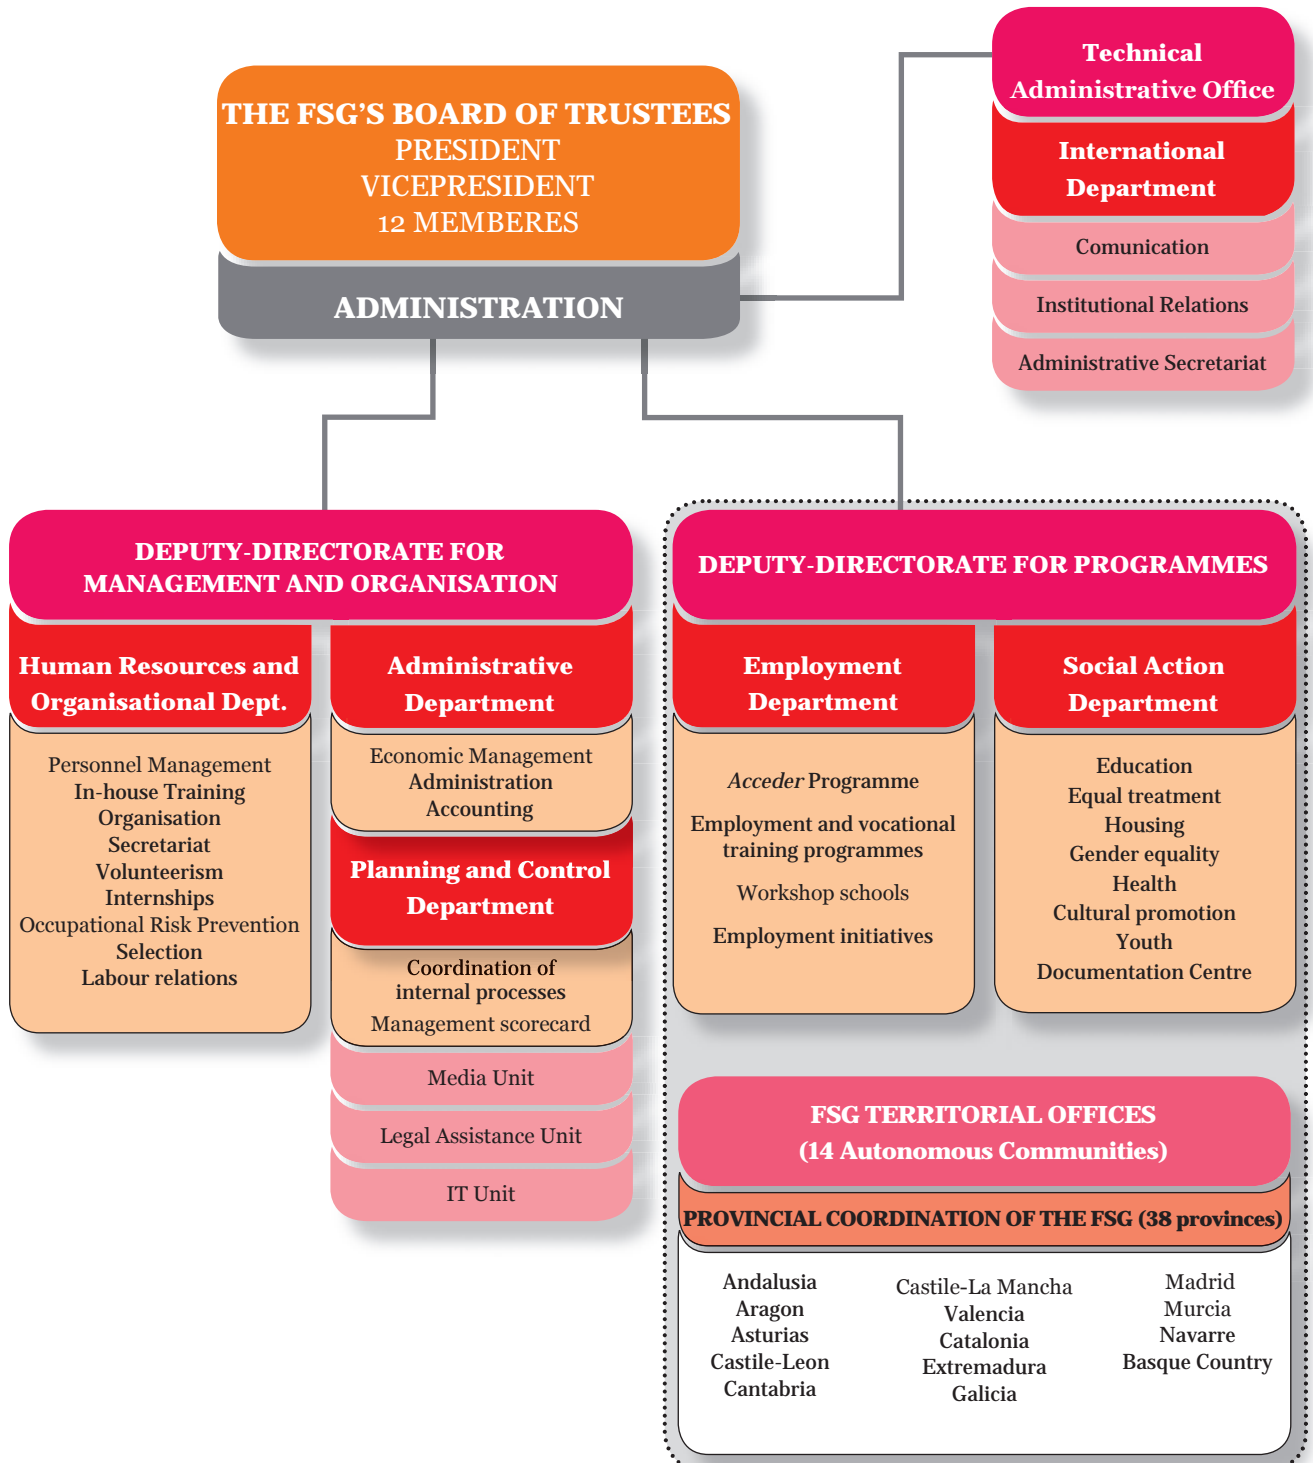 Technical
Administrative Office
International
Department
Comunication
Institutional Relations
Administrative Secretariat
THE FSG'S BOARD OF TRUSTEES
PRESIDENT
VICEPRESIDENT
12 MEMBERES
ADMINISTRATION
DEPUTY-DIRECTORATE FOR
MANAGEMENT AND ORGANISATION
Human Resources and
Organisational Dept.
Personnel Management
In-house Training
Organisation
Secretariat
Volunteerism
Internships
Occupational Risk Prevention
Selection
Labour relations
Administrative
Department
Economic Management
Administration
Accounting
Planning and Control
Department
Coordination of
internal processes
Management scorecard
Media Unit
Legal Assistance Unit
IT Unit
DEPUTY-DIRECTORATE FOR PROGRAMMES
Employment
Department
Acceder Programme
Employment and vocational
training programmes
Workshop schools
Employment initiatives
Social Action
Department
Education
Equal treatment
Housing
Gender equality
Health
Cultural promotion
Youth
Documentation Centre
FSG TERRITORIAL OFFICES
(14 Autonomous Communities)
PROVINCIAL COORDINATION OF THE FSG (38 provinces)
Andalusia
Aragon
Asturias
Castile-Leon
Cantabria
Castile-La Mancha
Valencia
Catalonia
Extremadura
Galicia
Madrid
Murcia
Navarre
Basque Country